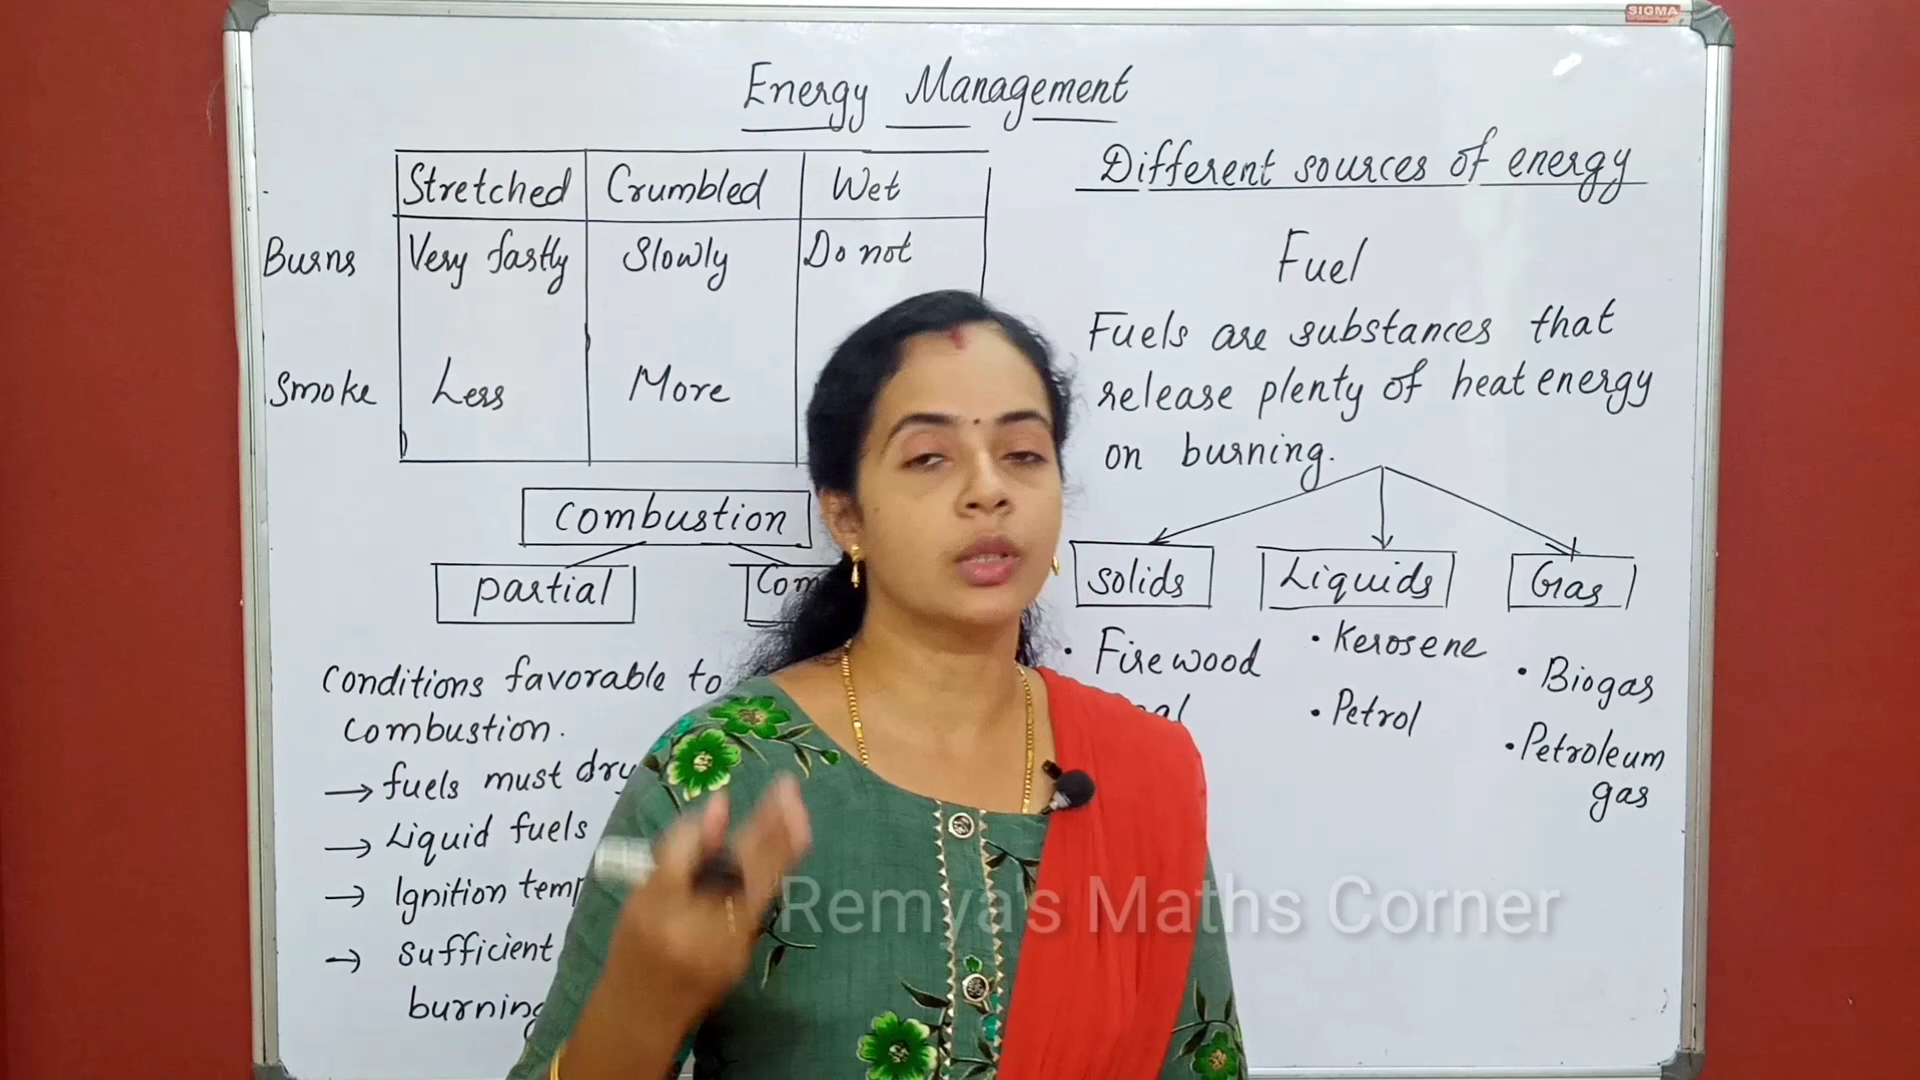 SIGMA
Energy Management
Stretched Crumbled Wet
Burns Very fastly Slowly Do not
Smoke Less More
Combustion
partial
Conditions favorable to
Combustion.
→ fuels must dry
→ Liquid fuels
→ Ignition
→ sufficient
burning
Different sources of energy
Fuel
Fuels are substances that
release plenty of heat energy
on burning.
solids Liquids Gas
• Firewood
• Kerosene
• Petrol
• Biogas
• Petroleum
gas
Remya's Maths Corner